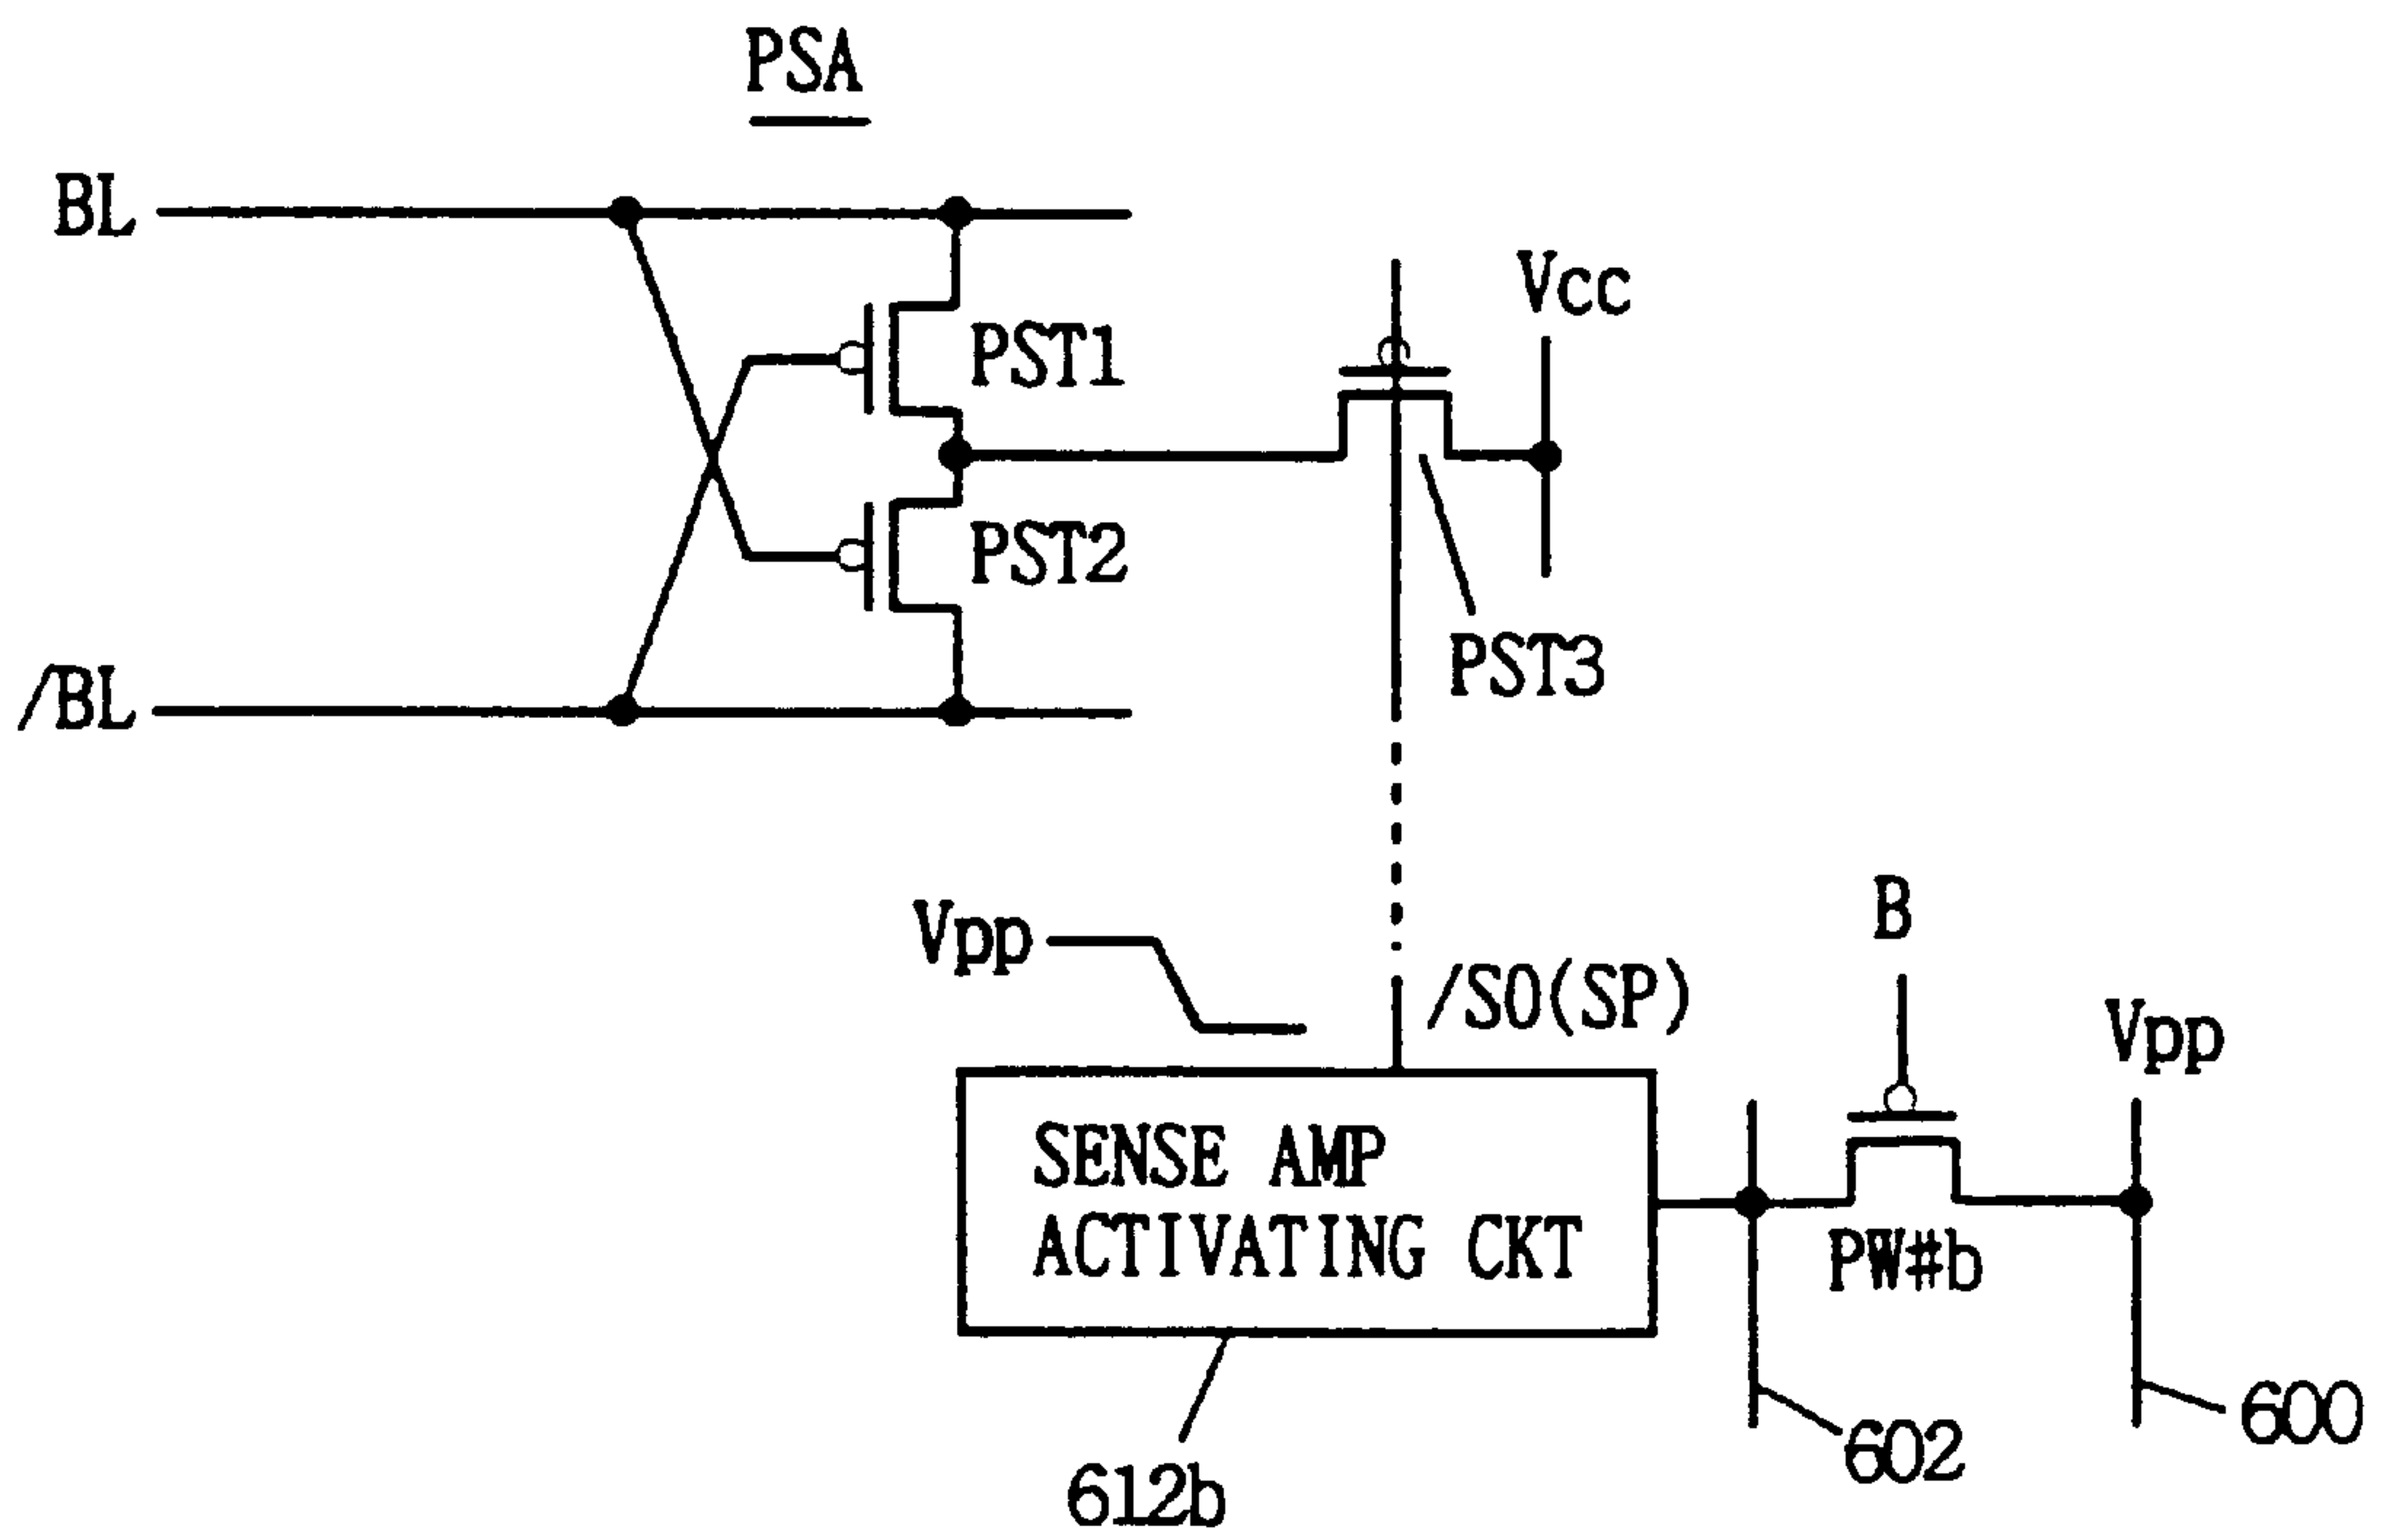 PSA
BL
Vcc
PST1
PST2
PST3
/BL
B
Vpp
/SO(SP)
Vpp
SENSE AMP
ACTIVATING CKT
PW#b
600
602
612b